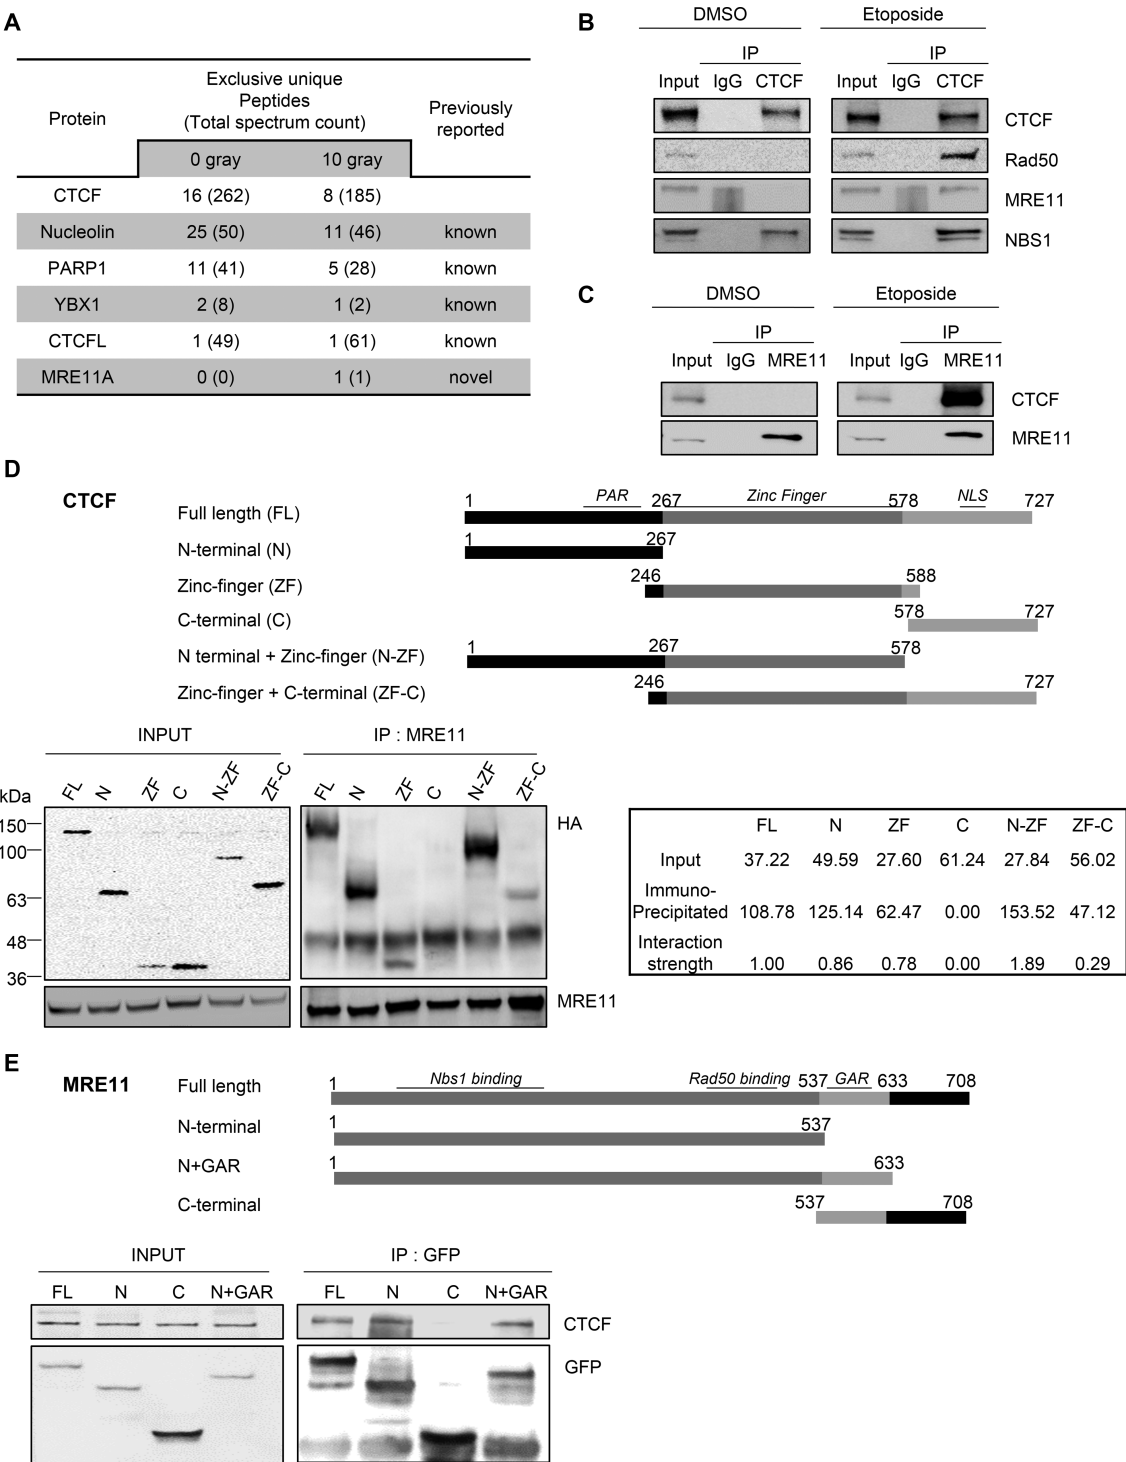 A
Protein
Exclusive unique
Peptides
(Total spectrum count)
Previously
reported
0 gray 10 gray
CTCF 16 (262) 8 (185)
Nucleolin 25 (50) 11 (46) known
PARP1 11 (41) 5 (28) known
YBX1 2 (8) 1 (2) known
CTCFL 1 (49) 1 (61) known
MRE11A 0 (0) 1 (1) novel
B
DMSO Etoposide
IP IP
Input IgG CTCF Input IgG CTCF
CTCF
Rad50
MRE11
NBS1
C
DMSO Etoposide
IP IP
Input IgG MRE11 Input IgG MRE11
CTCF
MRE11
D
CTCF
Full length (FL) 1 PAR 267 Zinc Finger 578 NLS 727
N-terminal (N) 1 267
Zinc-finger (ZF) 246 588
C-terminal (C) 578 727
N terminal + Zinc-finger (N-ZF) 1 267 578
Zinc-finger + C-terminal (ZF-C) 246 727
INPUT IP : MRE11
kDa FL N ZF C N-ZF ZF-C FL N ZF C N-ZF ZF-C
150
100
63
48
36
HA
MRE11
FL N ZF C N-ZF ZF-C
Input 37.22 49.59 27.60 61.24 27.84 56.02
Immuno-
Precipitated 108.78 125.14 62.47 0.00 153.52 47.12
Interaction
strength 1.00 0.86 0.78 0.00 1.89 0.29
E
MRE11
Full length 1 Nbs1 binding Rad50 binding 537 GAR 633 708
N-terminal 1 537
N+GAR 1 633
C-terminal 537 708
INPUT IP : GFP
FL N C N+GAR FL N C N+GAR
CTCF
GFP